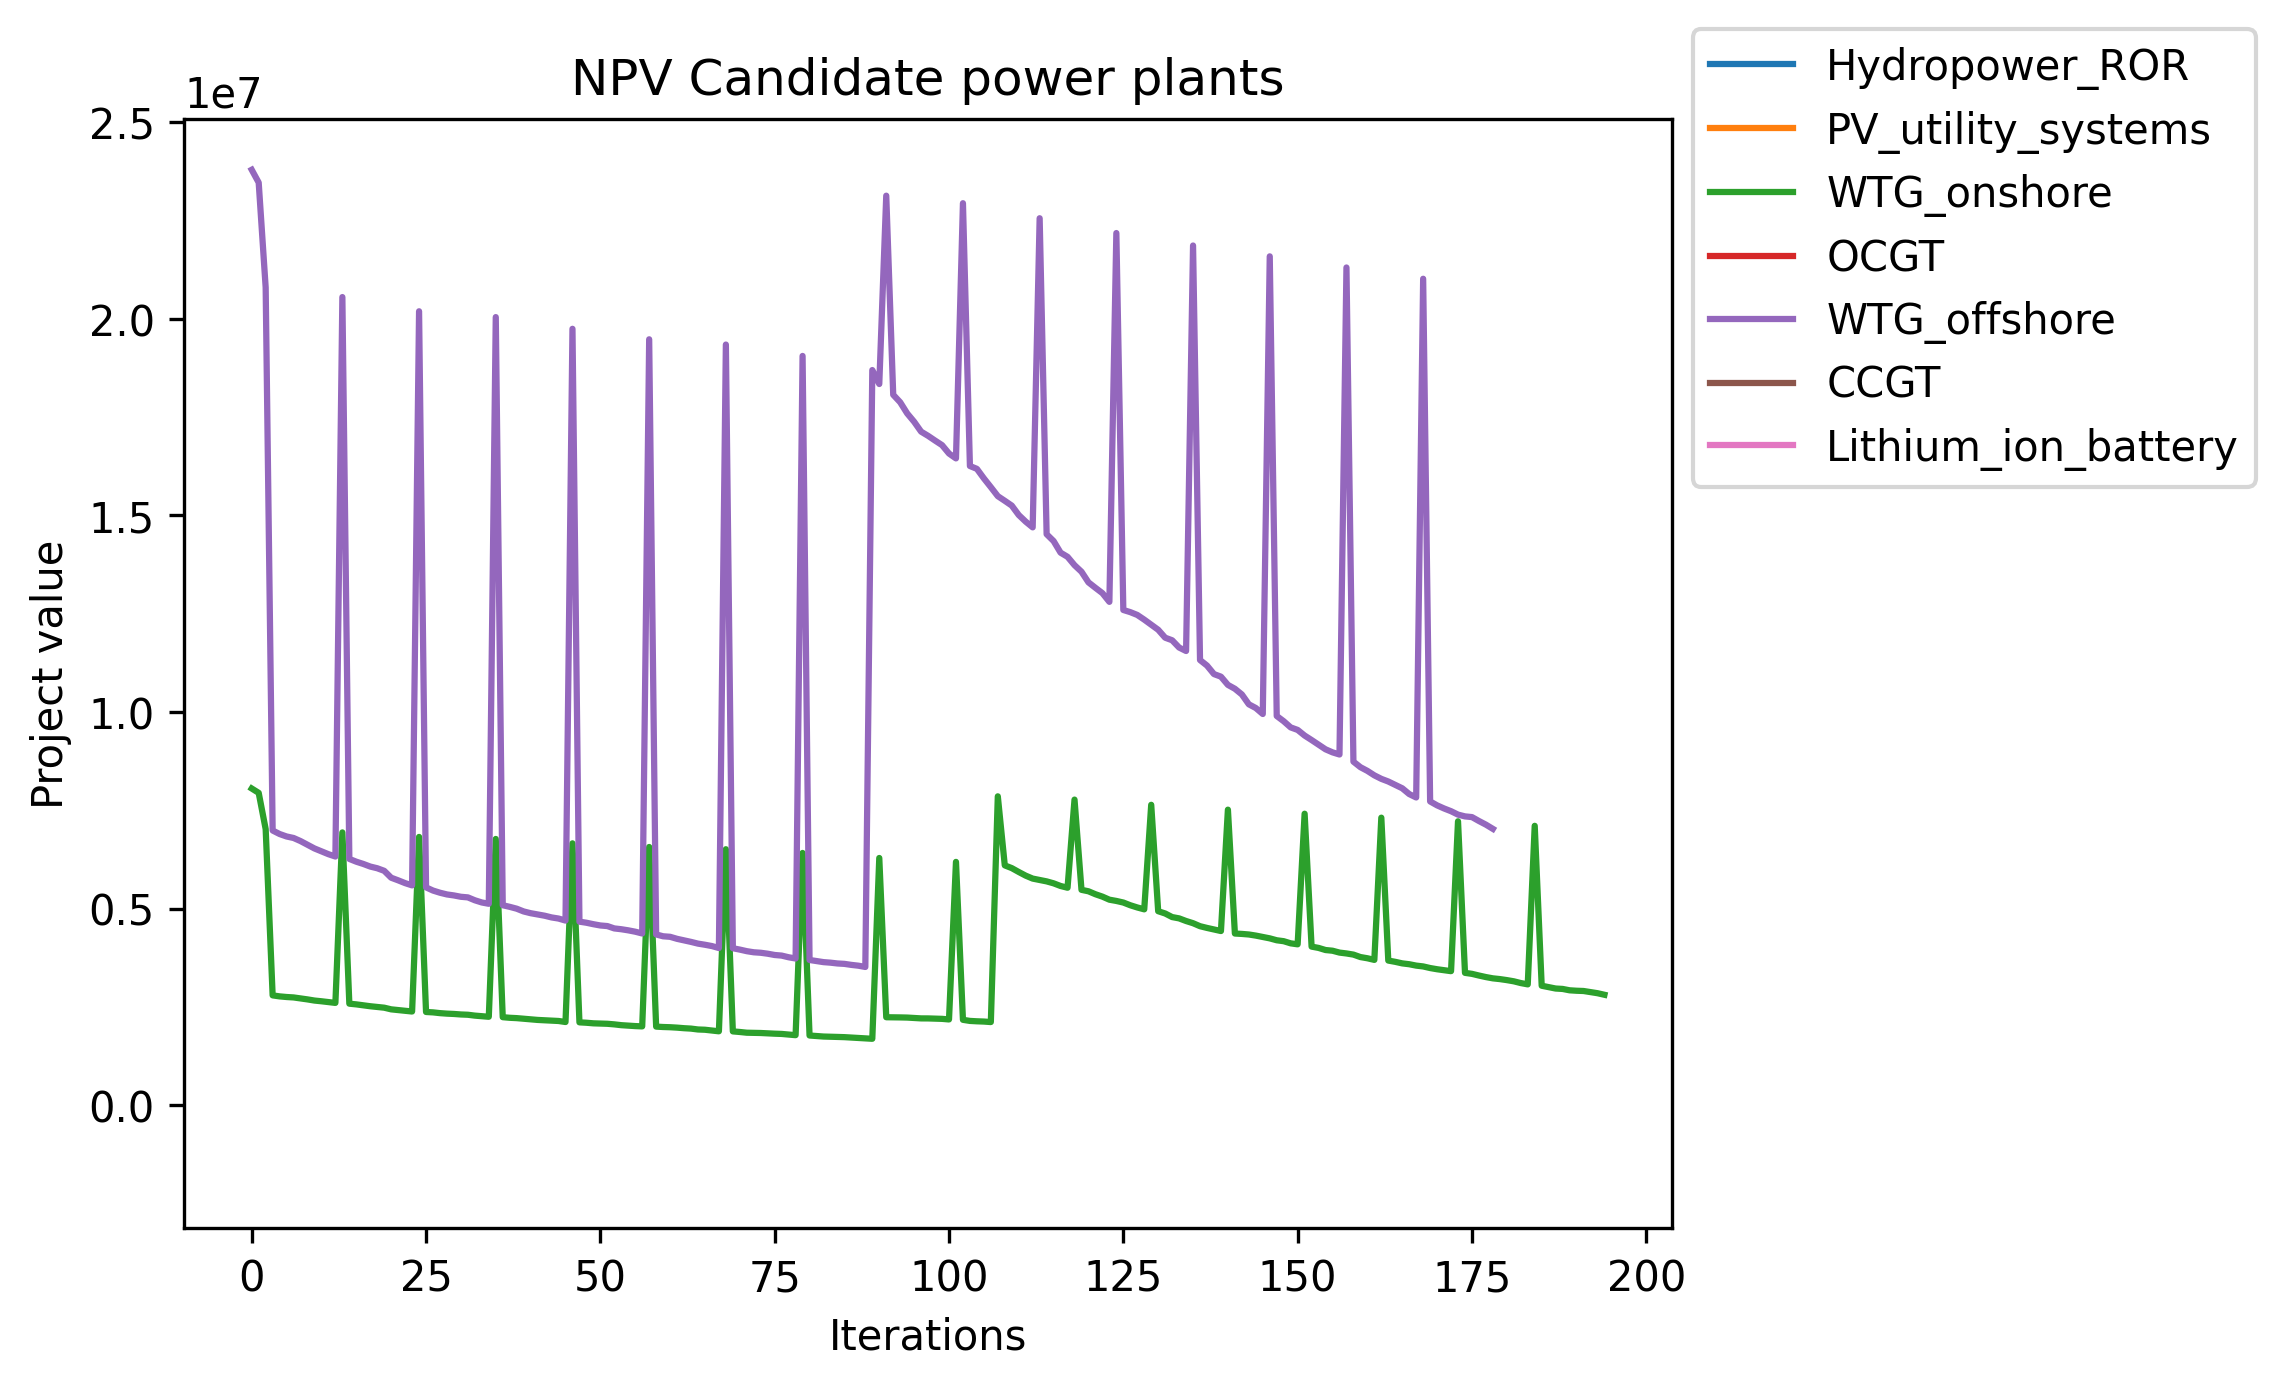 NPV Candidate power plants
1e7
2.5
2.0
1.5
1.0
0.5
0.0
Project value
0 25 50 75 100 125 150 175 200
Iterations
Hydropower_ROR
PV_utility_systems
WTG_onshore
OCGT
WTG_offshore
CCGT
Lithium_ion_battery